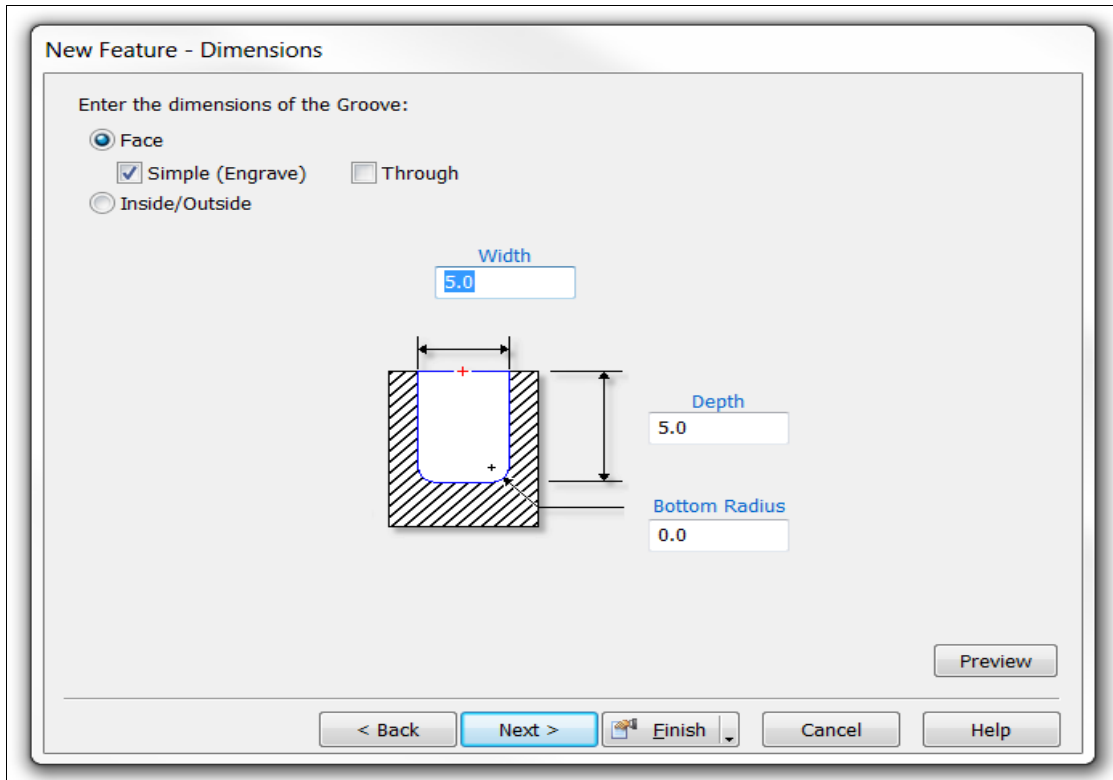 New Feature - Dimensions
Enter the dimensions of the Groove:
Face
Simple (Engrave) Through
Inside/Outside
Width
5.0
Depth
5.0
Bottom Radius
0.0
Preview
< Back Next > Finish Cancel Help